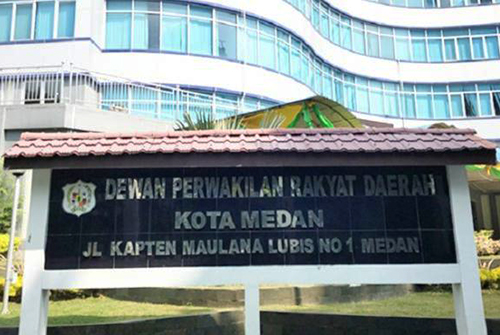 DEWAN PERWAKILAN RAKYAT DAERAH
KOTA MEDAN
JL KAPTEN MAULANA LUBIS NO 1 MEDAN